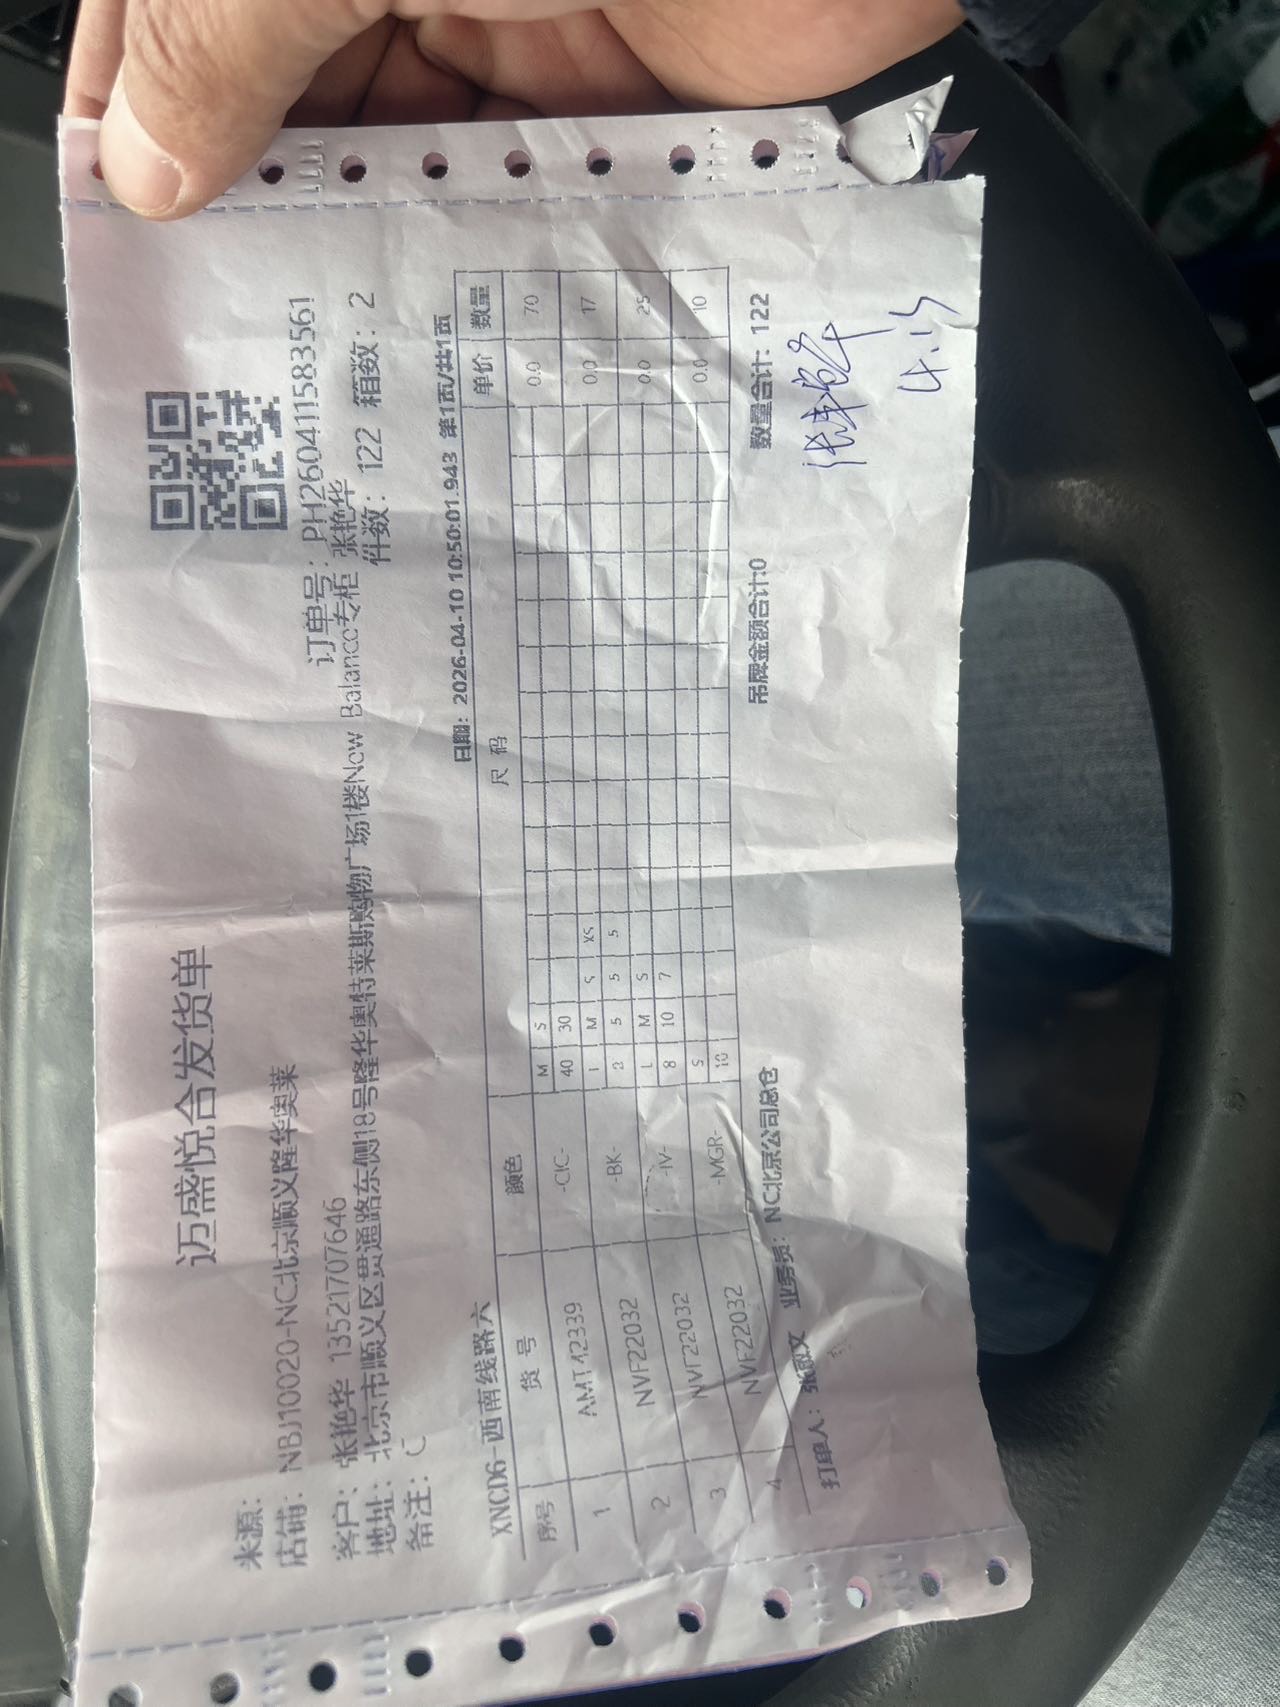 迈盛悦合发货单
来源:
店铺: NBJ10020-NC北京顺义隆华奥莱
订单号: PH260411583561
客户: 张艳华 13521707646
地址: 北京市顺义区贯通路东侧18号隆华奥特莱斯购物广场1楼New Balance专柜 张艳华
备注: C
件数: 122 箱数: 2
XNCD6-西南线路六 日期: 2026-04-10 10:50:01.943 第1页/共1页
序号 货号 颜色 尺码 单价 数量
M S
1 AMT42339 -CIC- 40 30 0.0 70
M S XS
2 NVF22032 -BK- 2 5 5 5 0.0 17
L M S
3 NVF22032 -IV- 8 10 7 0.0 25
S
4 NVF22032 -MGR- 10 0.0 10
打单人: 业务员: NC北京公司总仓 吊牌金额合计:0 数量合计: 122